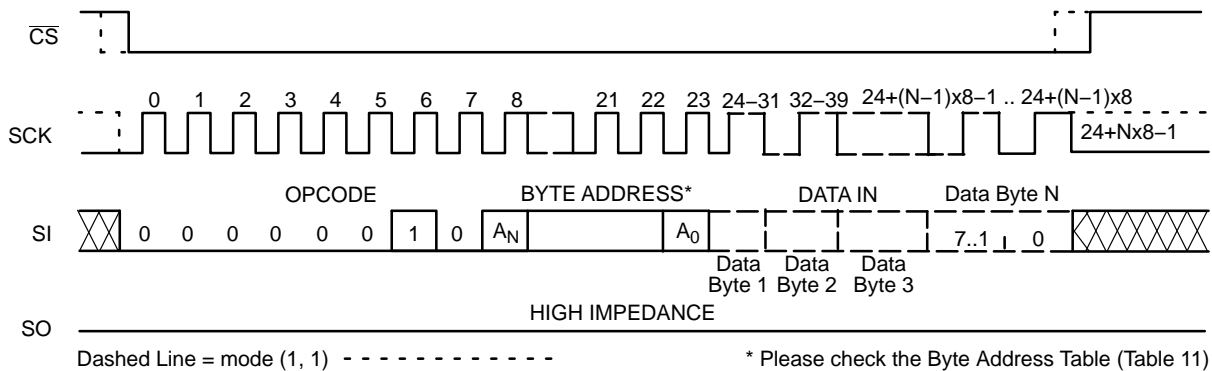 CS
0 1 2 3 4 5 6 7 8 21 22 23 24–31 32–39 24+(N–1)x8–1 .. 24+(N–1)x8
SCK
24+Nx8–1
OPCODE BYTE ADDRESS* DATA IN Data Byte N
SI
0 0 0 0 0 0 1 0 AN A0 7..1 0
Data Byte 1
Data Byte 2
Data Byte 3
HIGH IMPEDANCE
SO
Dashed Line = mode (1, 1) - - - - - - - - - - - - -
* Please check the Byte Address Table (Table 11)